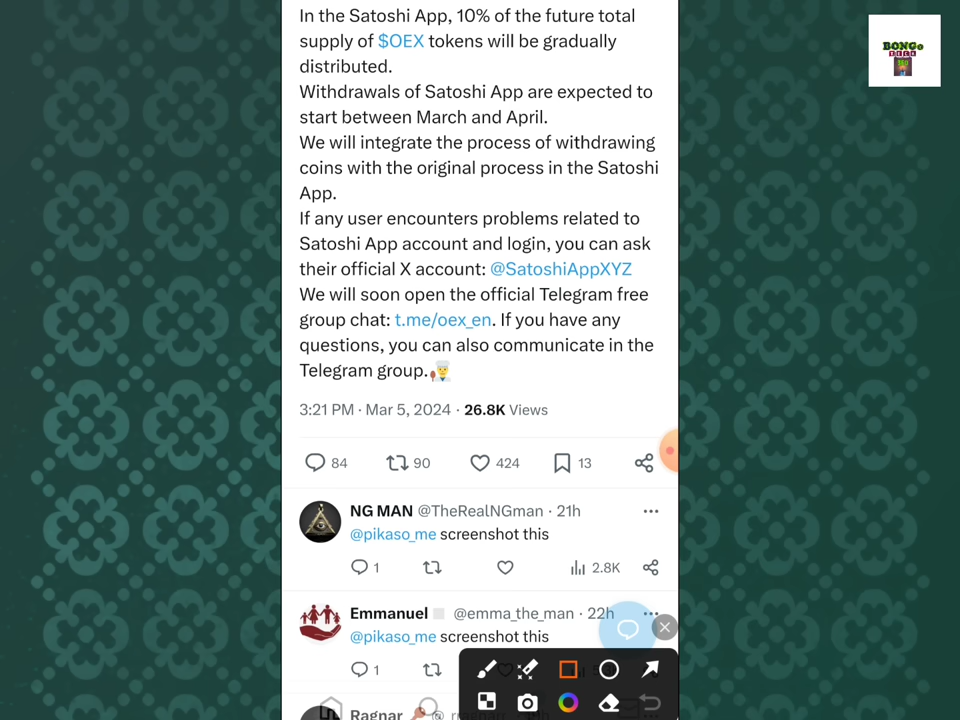 In the Satoshi App, 10% of the future total
supply of $OEX tokens will be gradually
distributed.
Withdrawals of Satoshi App are expected to
start between March and April.
We will integrate the process of withdrawing
coins with the original process in the Satoshi
App.
If any user encounters problems related to
Satoshi App account and login, you can ask
their official X account: @SatoshiAppXYZ
We will soon open the official Telegram free
group chat: t.me/oex_en. If you have any
questions, you can also communicate in the
Telegram group.
3:21 PM · Mar 5, 2024 · 26.8K Views
84 90 424 13
NG MAN @TheRealNGman · 21h
@pikaso_me screenshot this
1 2.8K
Emmanuel @emma_the_man · 22h
@pikaso_me screenshot this
1
Ragnar
BONGO
TECK
360